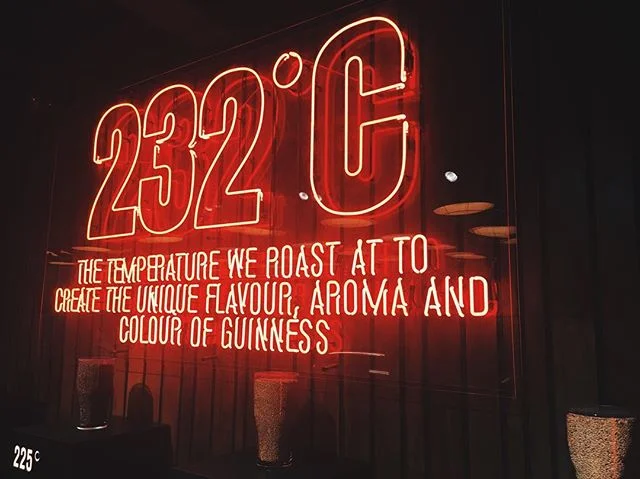 232°C
THE TEMPERATURE WE ROAST AT TO
CREATE THE UNIQUE FLAVOUR, AROMA AND
COLOUR OF GUINNESS
225°C